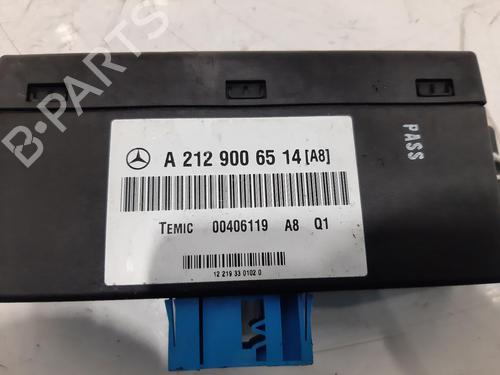 B-PARTS
PASS
A 212 900 65 14 [A8]
TEMIC 00406119 A8 Q1
12 219 33 0102 0